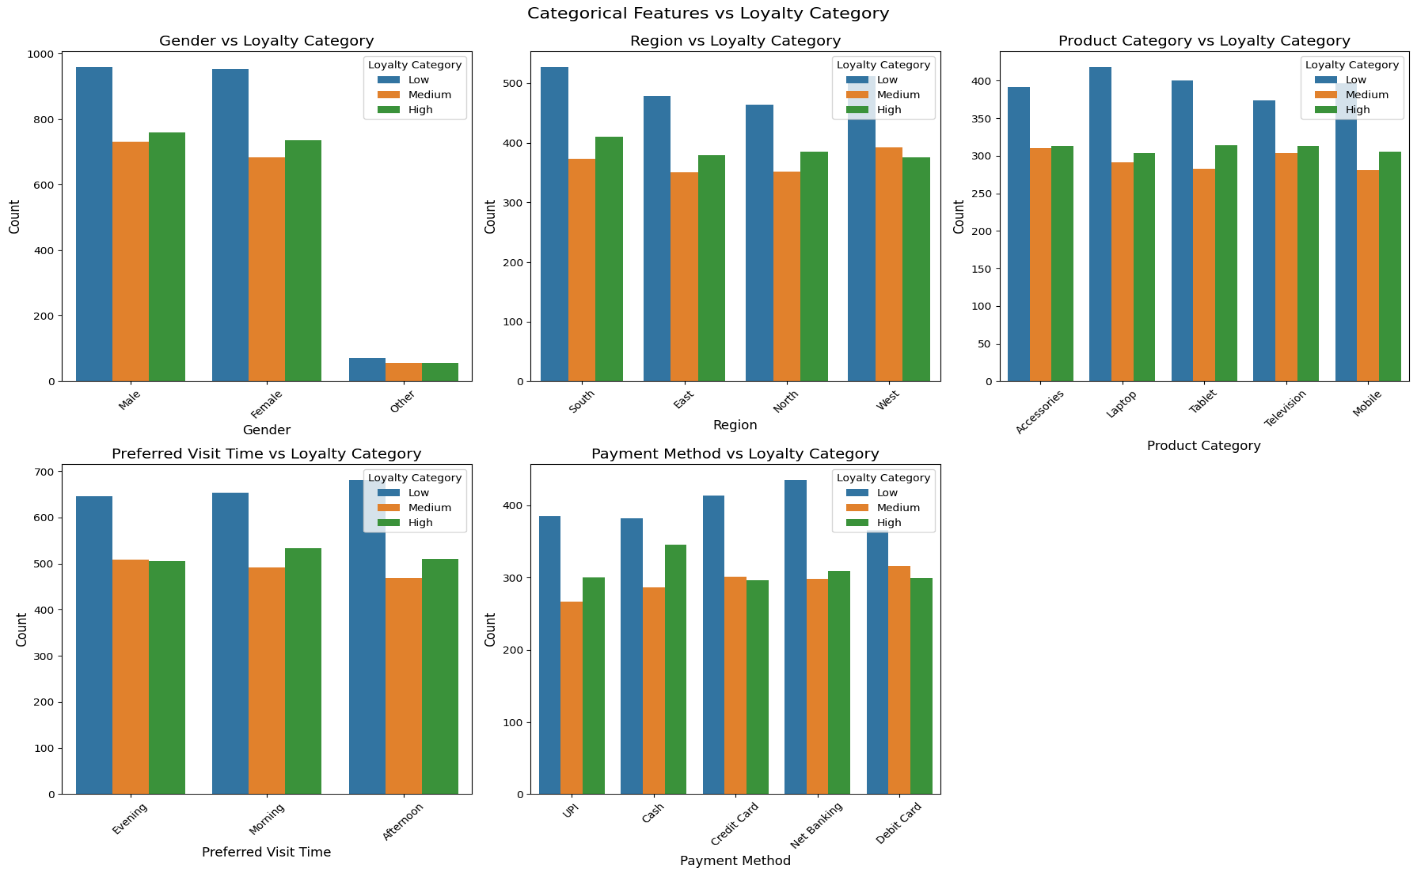 Categorical Features vs Loyalty Category
Gender vs Loyalty Category
Loyalty Category
Low
Medium
High
Count
1000
800
600
400
200
0
Male
Female
Other
Gender
Region vs Loyalty Category
Loyalty Category
Low
Medium
High
Count
500
400
300
200
100
0
South
East
North
West
Region
Product Category vs Loyalty Category
Loyalty Category
Low
Medium
High
Count
400
350
300
250
200
150
100
50
0
Accessories
Laptop
Tablet
Television
Mobile
Product Category
Preferred Visit Time vs Loyalty Category
Loyalty Category
Low
Medium
High
Count
700
600
500
400
300
200
100
0
Evening
Morning
Afternoon
Preferred Visit Time
Payment Method vs Loyalty Category
Loyalty Category
Low
Medium
High
Count
400
300
200
100
0
UPI
Cash
Credit Card
Net Banking
Debit Card
Payment Method